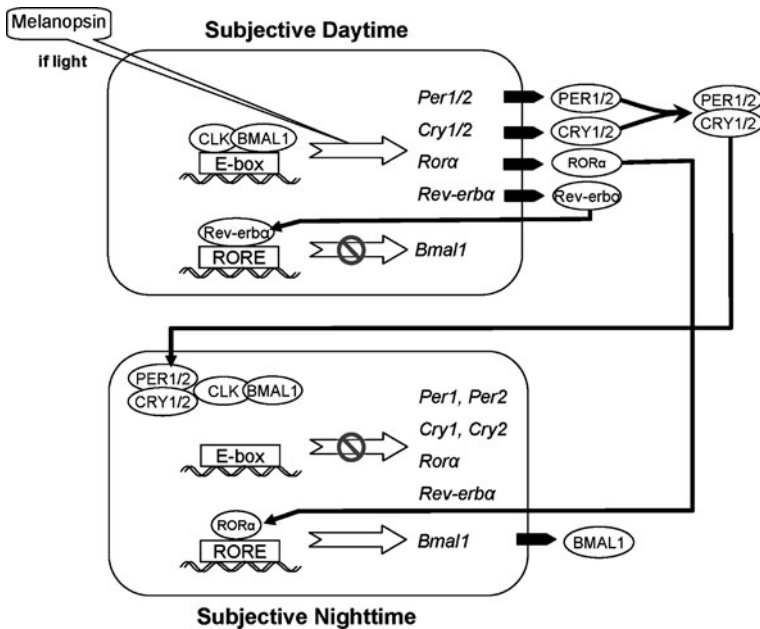 Melanopsin
if light
Subjective Daytime
CLK BMAL1
E-box
Per1/2
Cry1/2
Rorα
Rev-erbα
PER1/2
CRY1/2
RORα
Rev-erbα
PER1/2
CRY1/2
Rev-erbα
RORE
Bmal1
PER1/2
CRY1/2
CLK BMAL1
E-box
Per1, Per2
Cry1, Cry2
Rorα
Rev-erbα
RORα
RORE
Bmal1
BMAL1
Subjective Nighttime